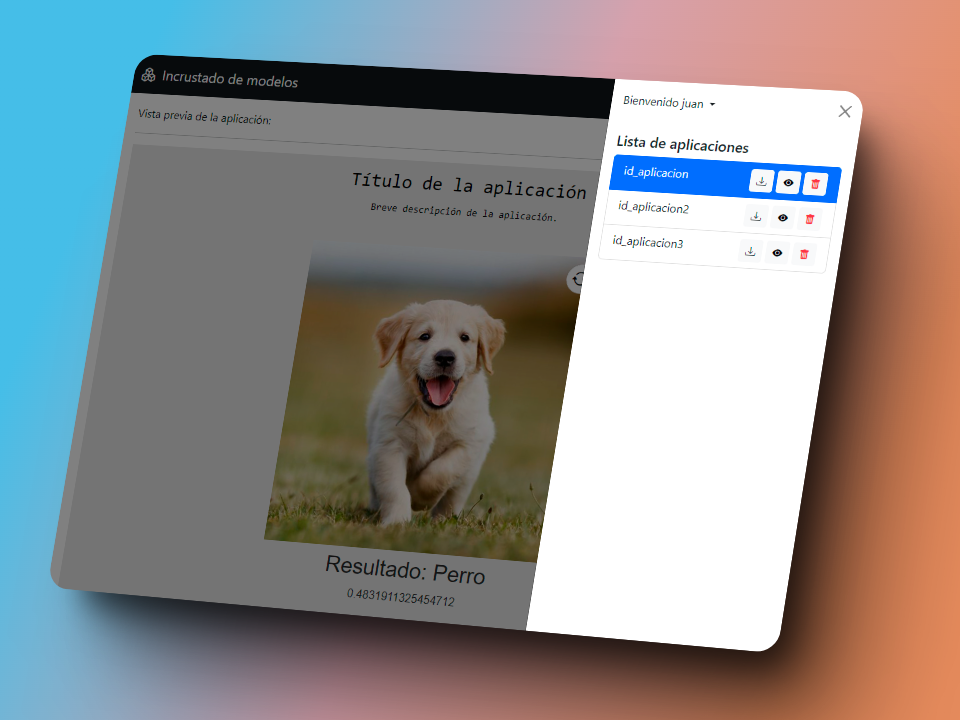 Incrustado de modelos
Vista previa de la aplicación:
Título de la aplicación
Breve descripción de la aplicación.
Resultado: Perro
0.4831911325454712
Bienvenido juan
Lista de aplicaciones
id_aplicacion
id_aplicacion2
id_aplicacion3